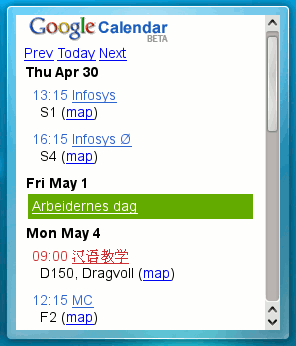 Google Calendar
BETA
Prev Today Next
Thu Apr 30
13:15 Infosys
S1 (map)
16:15 Infosys Ø
S4 (map)
Fri May 1
Arbeidernes dag
Mon May 4
09:00 汉语教学
D150, Dragvoll (map)
12:15 MC
F2 (map)